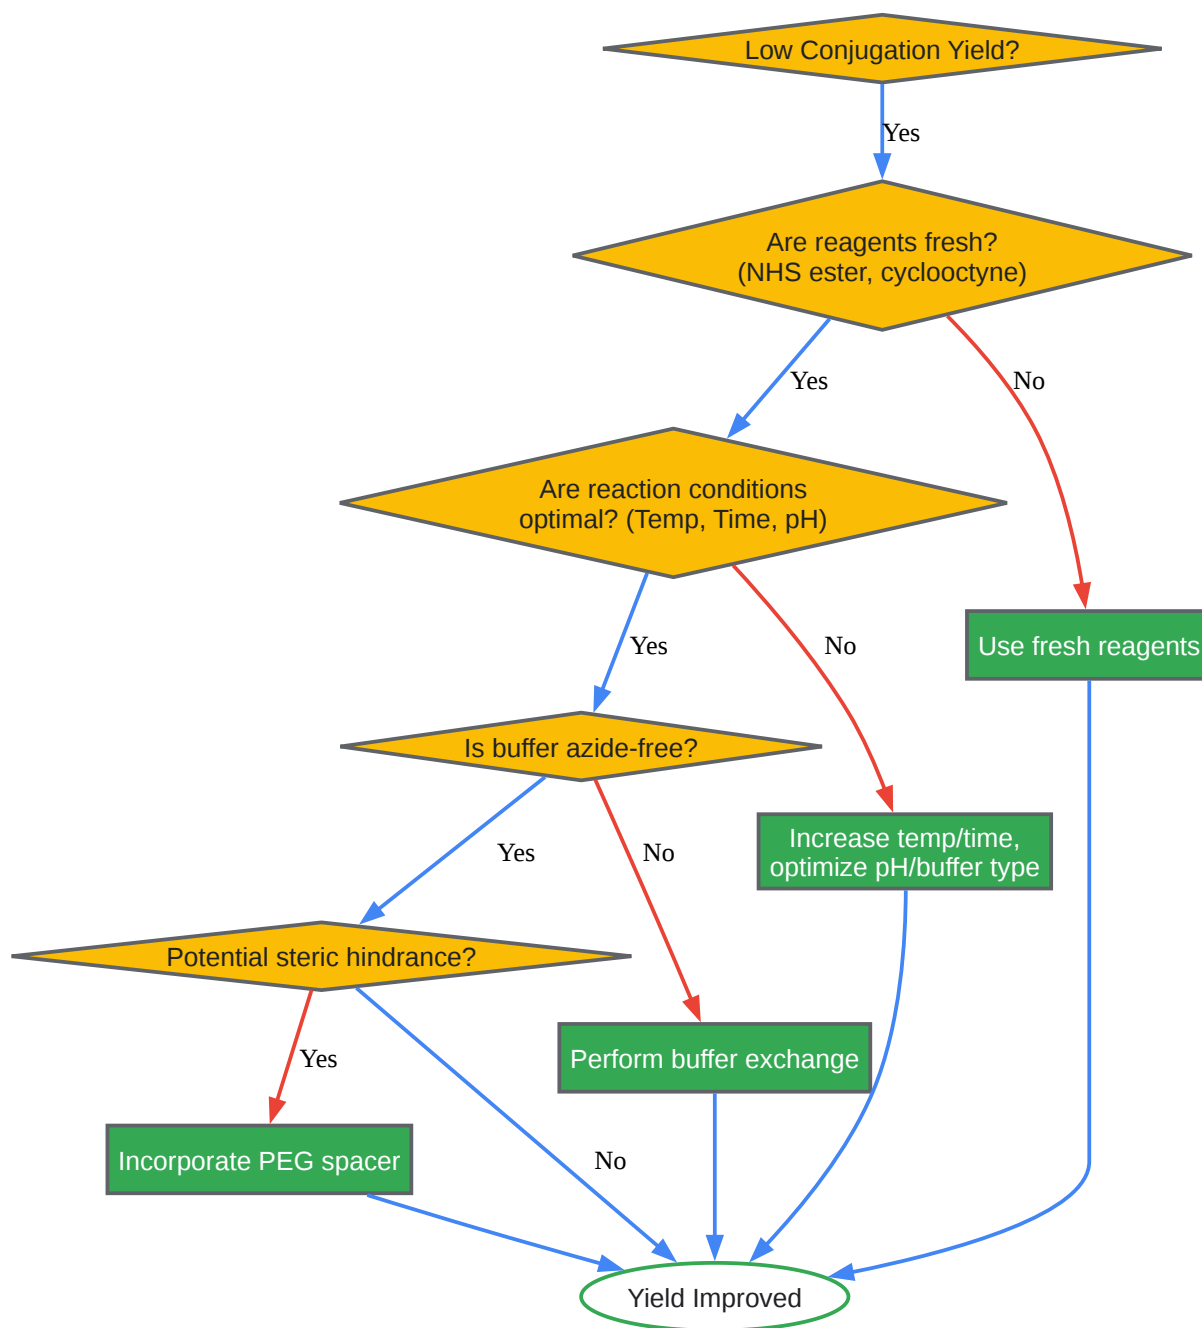 Low Conjugation Yield?
Yes
Are reagents fresh?
(NHS ester, cyclooctyne)
Yes
No
Are reaction conditions
optimal? (Temp, Time, pH)
Yes
No
Use fresh reagents
Is buffer azide-free?
Yes
No
Increase temp/time,
optimize pH/buffer type
Potential steric hindrance?
Yes
No
Perform buffer exchange
Incorporate PEG spacer
Yield Improved